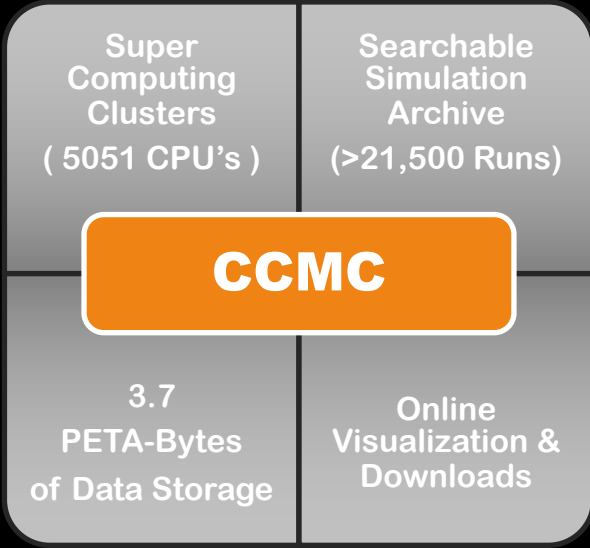 Super
Computing
Clusters
( 5051 CPU's )
Searchable
Simulation
Archive
(>21,500 Runs)
CCMC
3.7
PETA-Bytes
of Data Storage
Online
Visualization &
Downloads